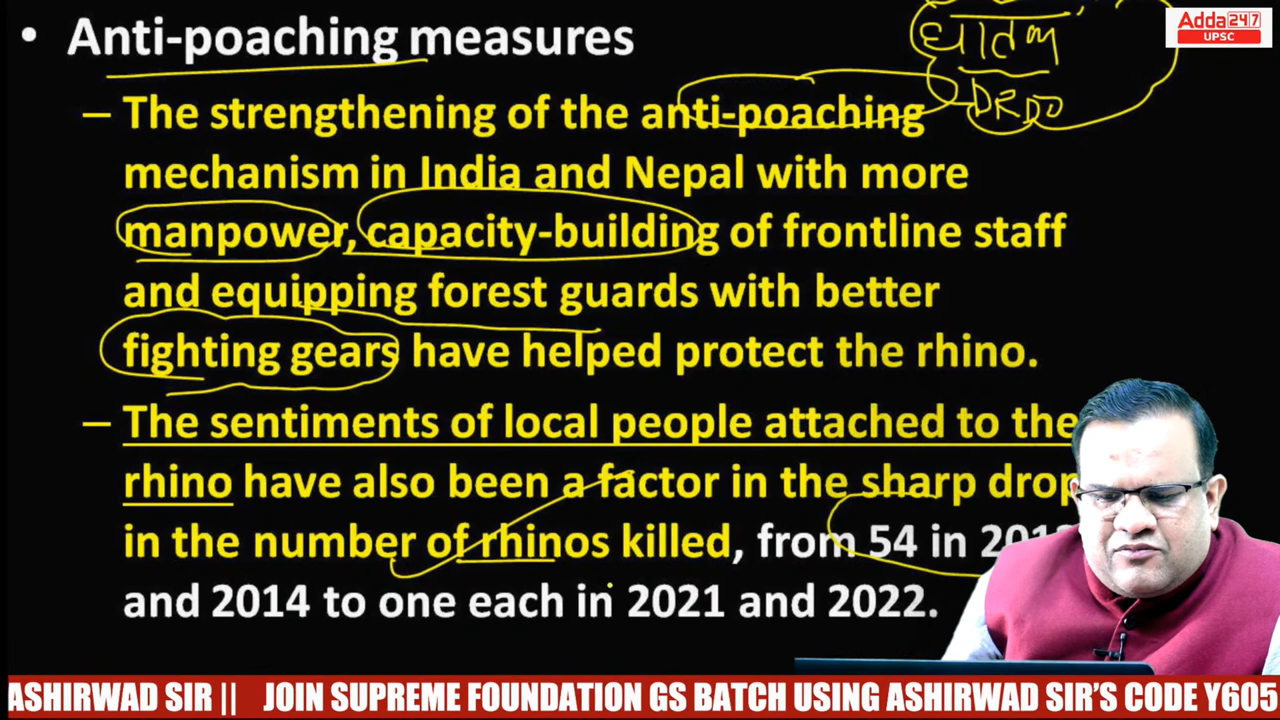 • Anti-poaching measures
घातक
DRDO
Adda247
UPSC
– The strengthening of the anti-poaching
mechanism in India and Nepal with more
manpower, capacity-building of frontline staff
and equipping forest guards with better
fighting gears have helped protect the rhino.
– The sentiments of local people attached to the
rhino have also been a factor in the sharp drop
in the number of rhinos killed, from 54 in
and 2014 to one each in 2021 and 2022.
ASHIRWAD SIR || JOIN SUPREME FOUNDATION GS BATCH USING ASHIRWAD SIR'S CODE Y605